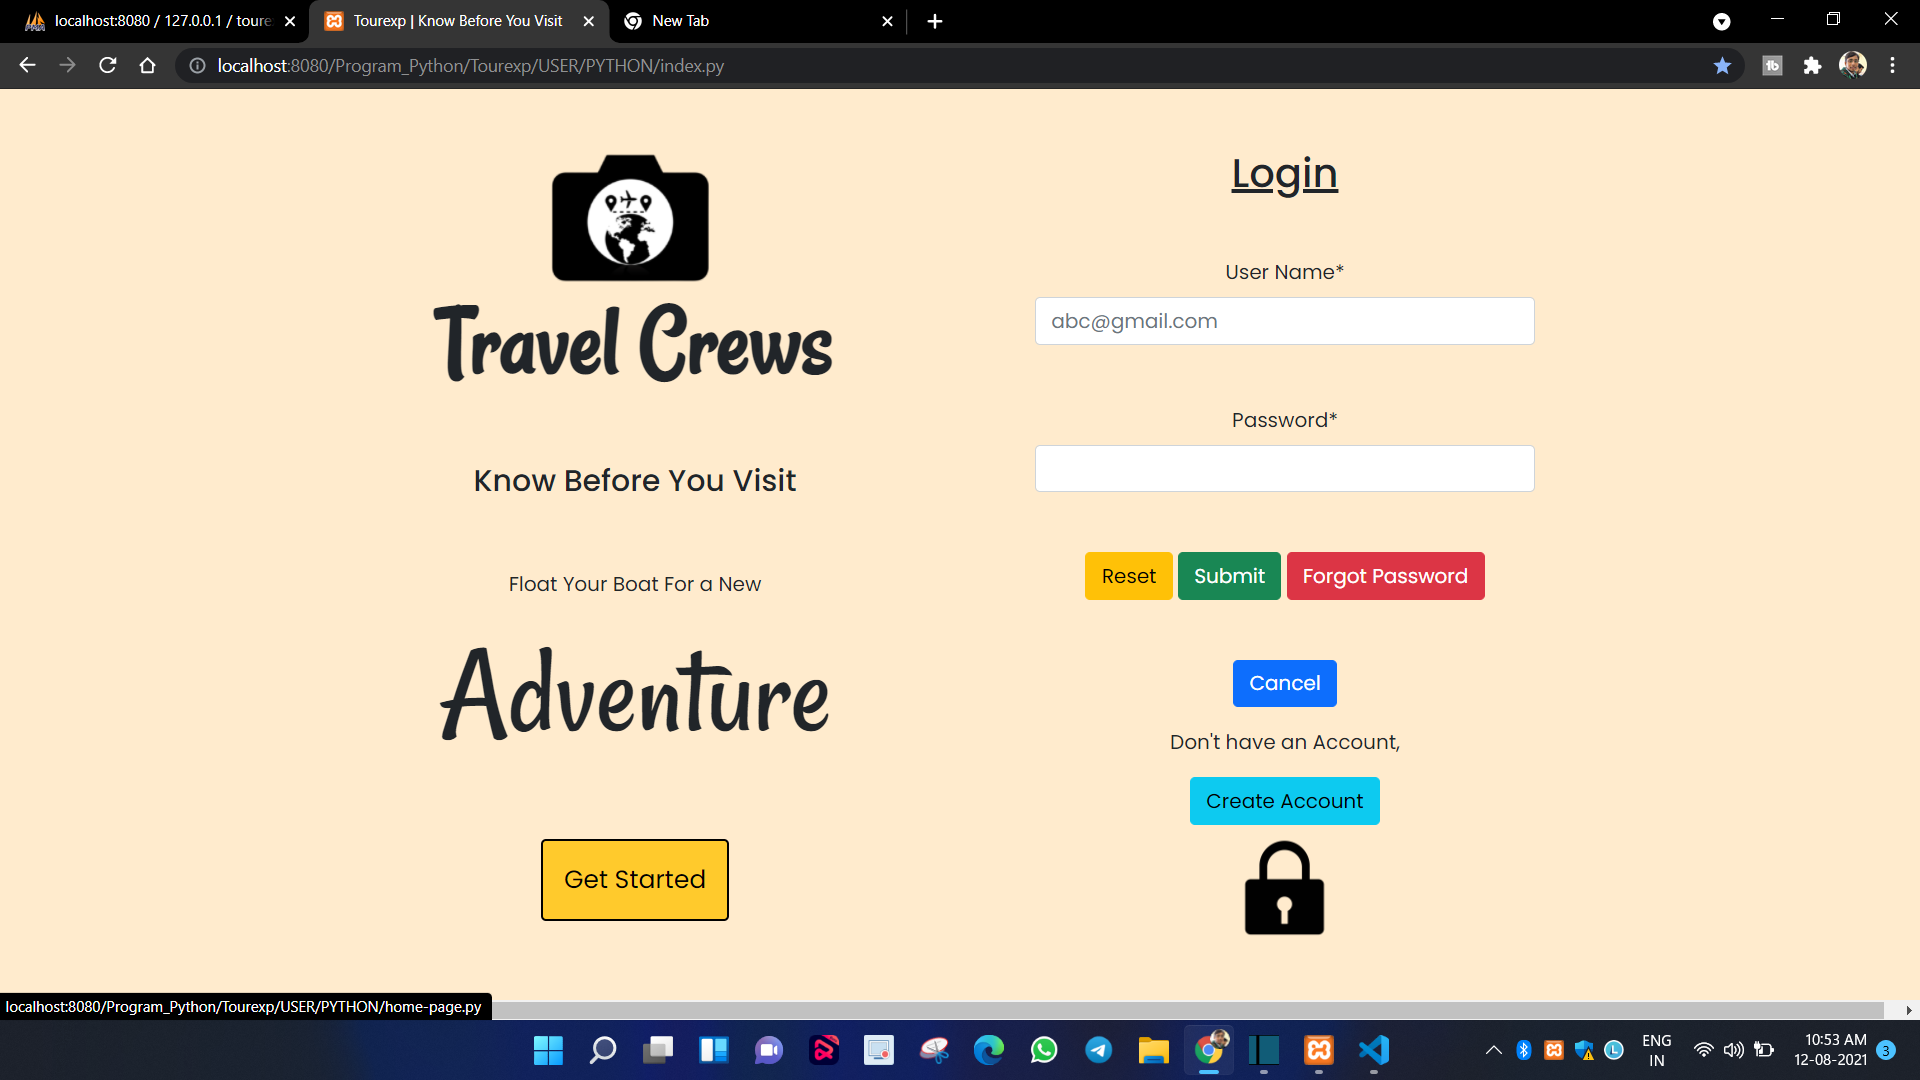 localhost:8080 / 127.0.0.1 / toure
Tourexp | Know Before You Visit
New Tab
localhost:8080/Program_Python/Tourexp/USER/PYTHON/index.py
Travel Crews
Know Before You Visit
Float Your Boat For a New
Adventure
Get Started
Login
User Name*
abc@gmail.com
Password*
Reset Submit Forgot Password
Cancel
Don't have an Account,
Create Account
localhost:8080/Program_Python/Tourexp/USER/PYTHON/home-page.py
ENG
IN
10:53 AM
12-08-2021
3